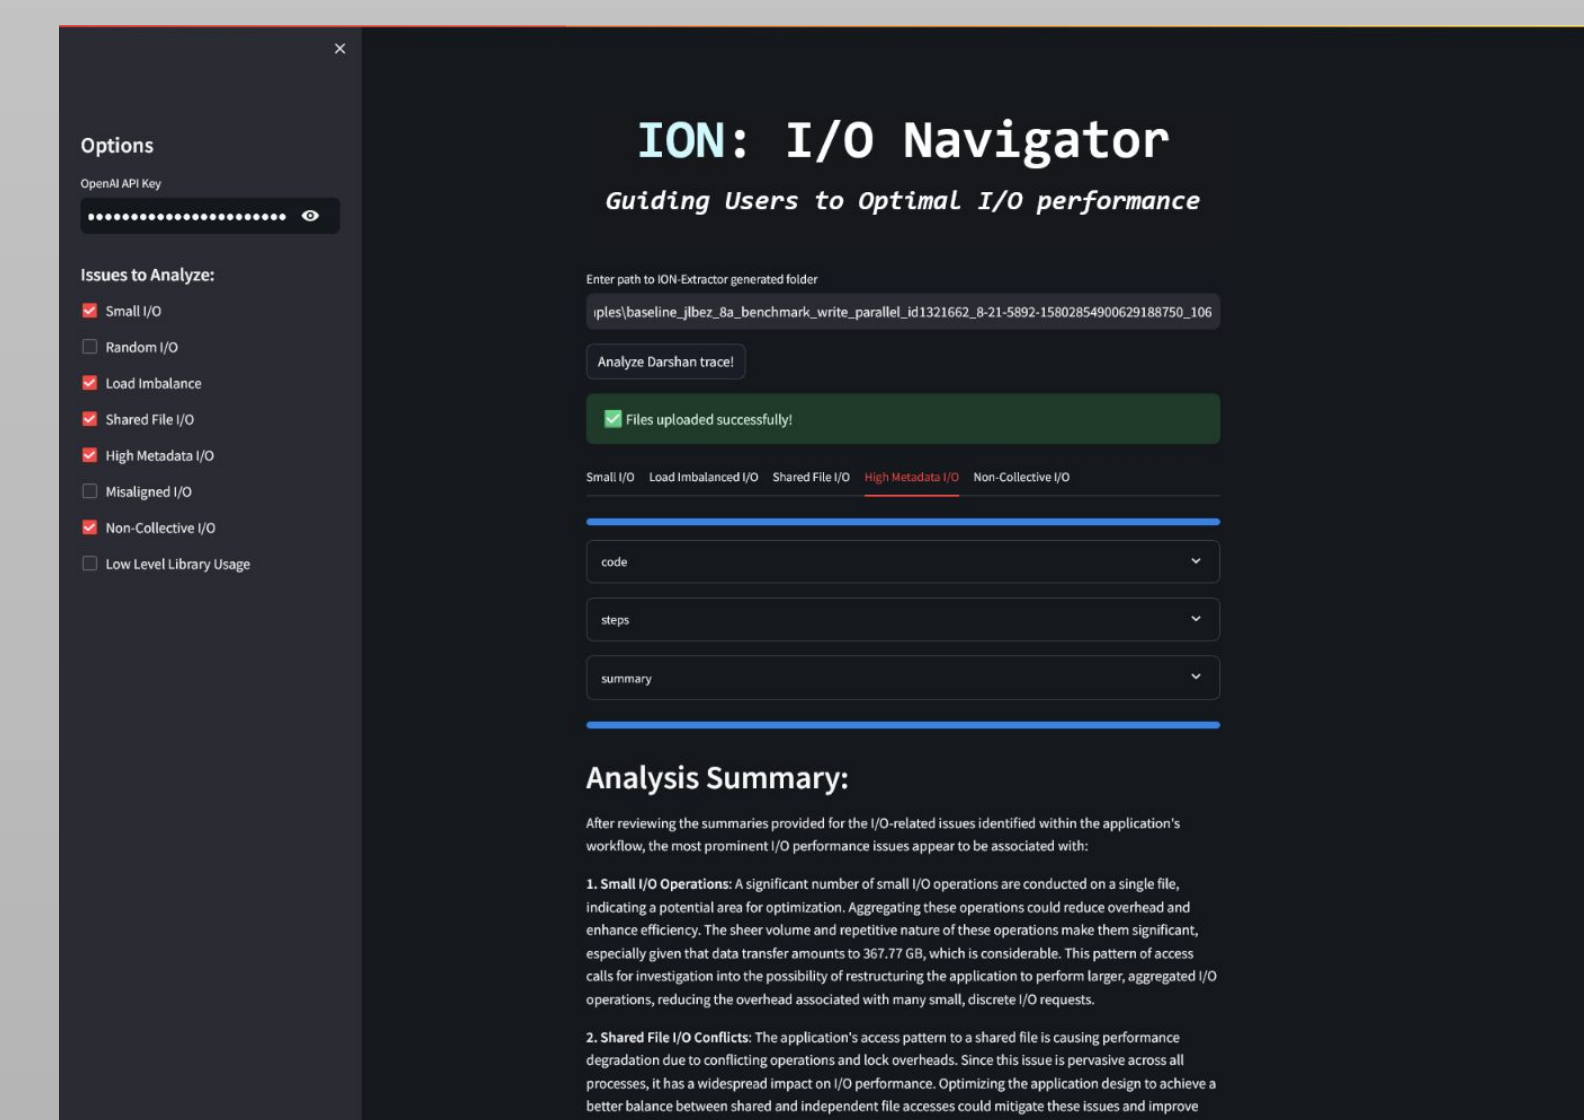 Options
OpenAI API Key
Issues to Analyze:
Small I/O
Random I/O
Load Imbalance
Shared File I/O
High Metadata I/O
Misaligned I/O
Non-Collective I/O
Low Level Library Usage
ION: I/O Navigator
Guiding Users to Optimal I/O performance
Enter path to ION-Extractor generated folder
ples\baseline_jlbez_8a_benchmark_write_parallel_id1321662_8-21-5892-15802854900629188750_106
Analyze Darshan trace!
Files uploaded successfully!
Small I/O Load Imbalanced I/O Shared File I/O High Metadata I/O Non-Collective I/O
code
steps
summary
Analysis Summary:
After reviewing the summaries provided for the I/O-related issues identified within the application's
workflow, the most prominent I/O performance issues appear to be associated with:
1. Small I/O Operations: A significant number of small I/O operations are conducted on a single file,
indicating a potential area for optimization. Aggregating these operations could reduce overhead and
enhance efficiency. The sheer volume and repetitive nature of these operations make them significant,
especially given that data transfer amounts to 367.77 GB, which is considerable. This pattern of access
calls for investigation into the possibility of restructuring the application to perform larger, aggregated I/O
operations, reducing the overhead associated with many small, discrete I/O requests.
2. Shared File I/O Conflicts: The application's access pattern to a shared file is causing performance
degradation due to conflicting operations and lock overheads. Since this issue is pervasive across all
processes, it has a widespread impact on I/O performance. Optimizing the application design to achieve a
better balance between shared and independent file accesses could mitigate these issues and improve